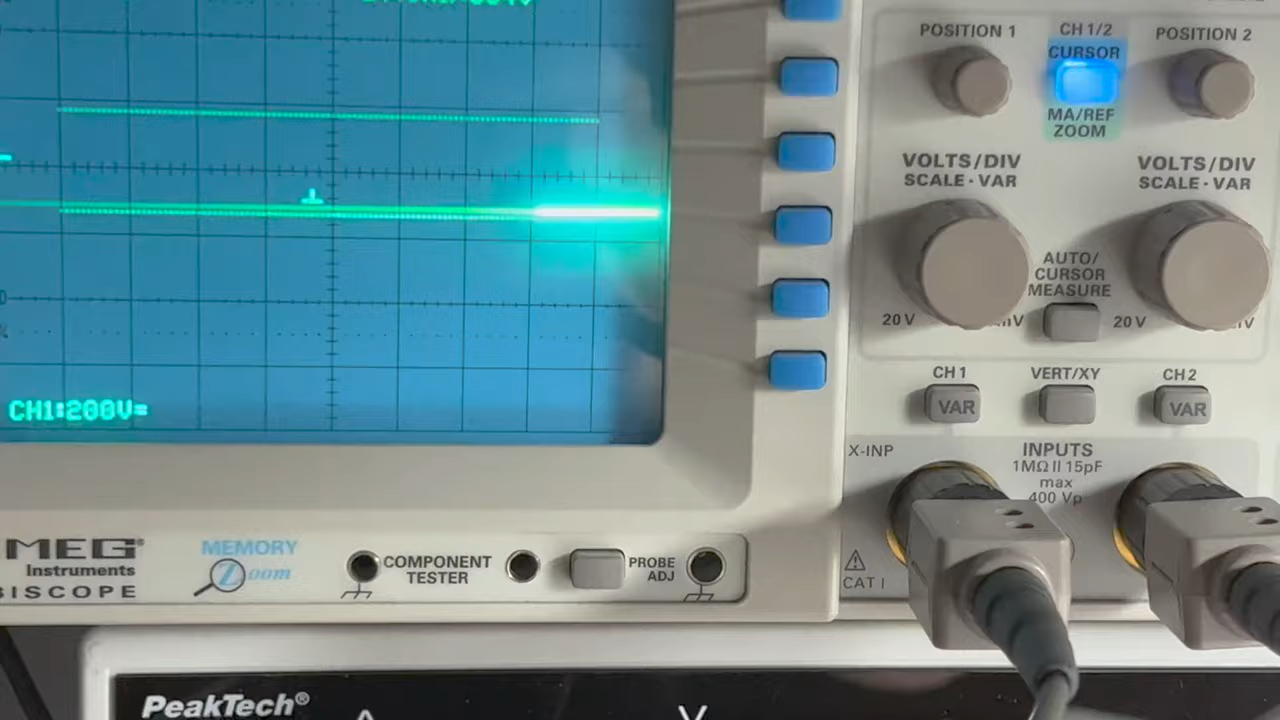 POSITION 1
CH 1/2
CURSOR
MA/REF
ZOOM
POSITION 2
VOLTS/DIV
SCALE · VAR
VOLTS/DIV
SCALE · VAR
AUTO/
CURSOR
MEASURE
20 V
20 V
CH1:200V=
CH 1
VAR
VERT/XY
CH 2
VAR
X-INP
INPUTS
1MΩ II 15pF
max
400 Vp
CAT I
MEG®
Instruments
MEMORY
Zoom
COMPONENT
TESTER
PROBE
ADJ
PeakTech®